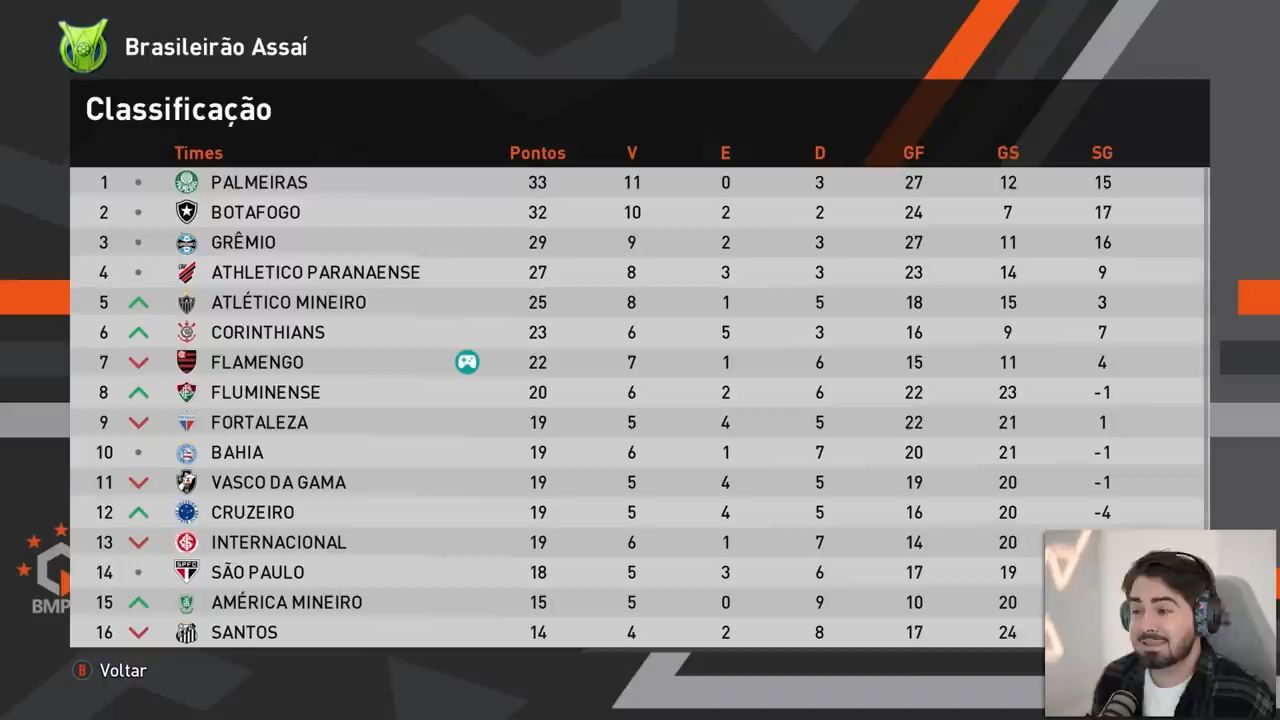 Brasileirão Assaí
Classificação
Times Pontos V E D GF GS SG
1 PALMEIRAS 33 11 0 3 27 12 15
2 BOTAFOGO 32 10 2 2 24 7 17
3 GRÊMIO 29 9 2 3 27 11 16
4 ATHLETICO PARANAENSE 27 8 3 3 23 14 9
5 ATLÉTICO MINEIRO 25 8 1 5 18 15 3
6 CORINTHIANS 23 6 5 3 16 9 7
7 FLAMENGO 22 7 1 6 15 11 4
8 FLUMINENSE 20 6 2 6 22 23 -1
9 FORTALEZA 19 5 4 5 22 21 1
10 BAHIA 19 6 1 7 20 21 -1
11 VASCO DA GAMA 19 5 4 5 19 20 -1
12 CRUZEIRO 19 5 4 5 16 20 -4
13 INTERNACIONAL 19 6 1 7 14 20
14 SPFC SÃO PAULO 18 5 3 6 17 19
15 AMÉRICA MINEIRO 15 5 0 9 10 20
16 SANTOS 14 4 2 8 17 24
BMP
B Voltar